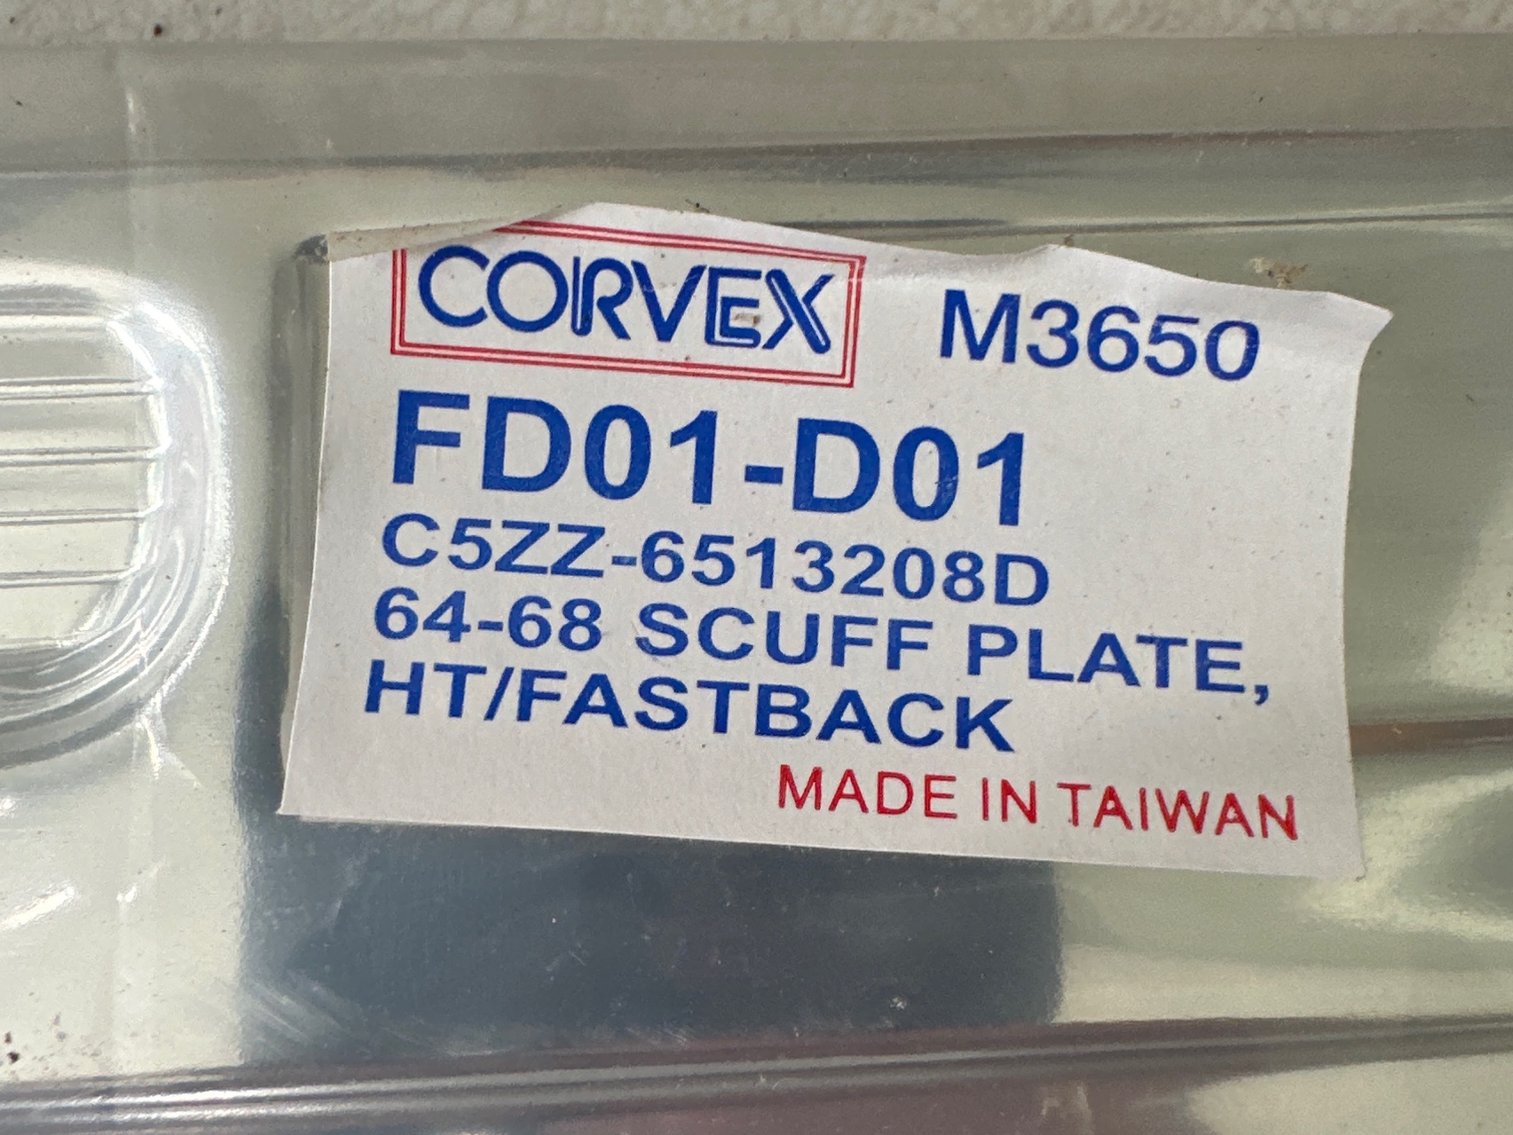 CORVEX M3650
FD01-D01
C5ZZ-6513208D
64-68 SCUFF PLATE,
HT/FASTBACK
MADE IN TAIWAN